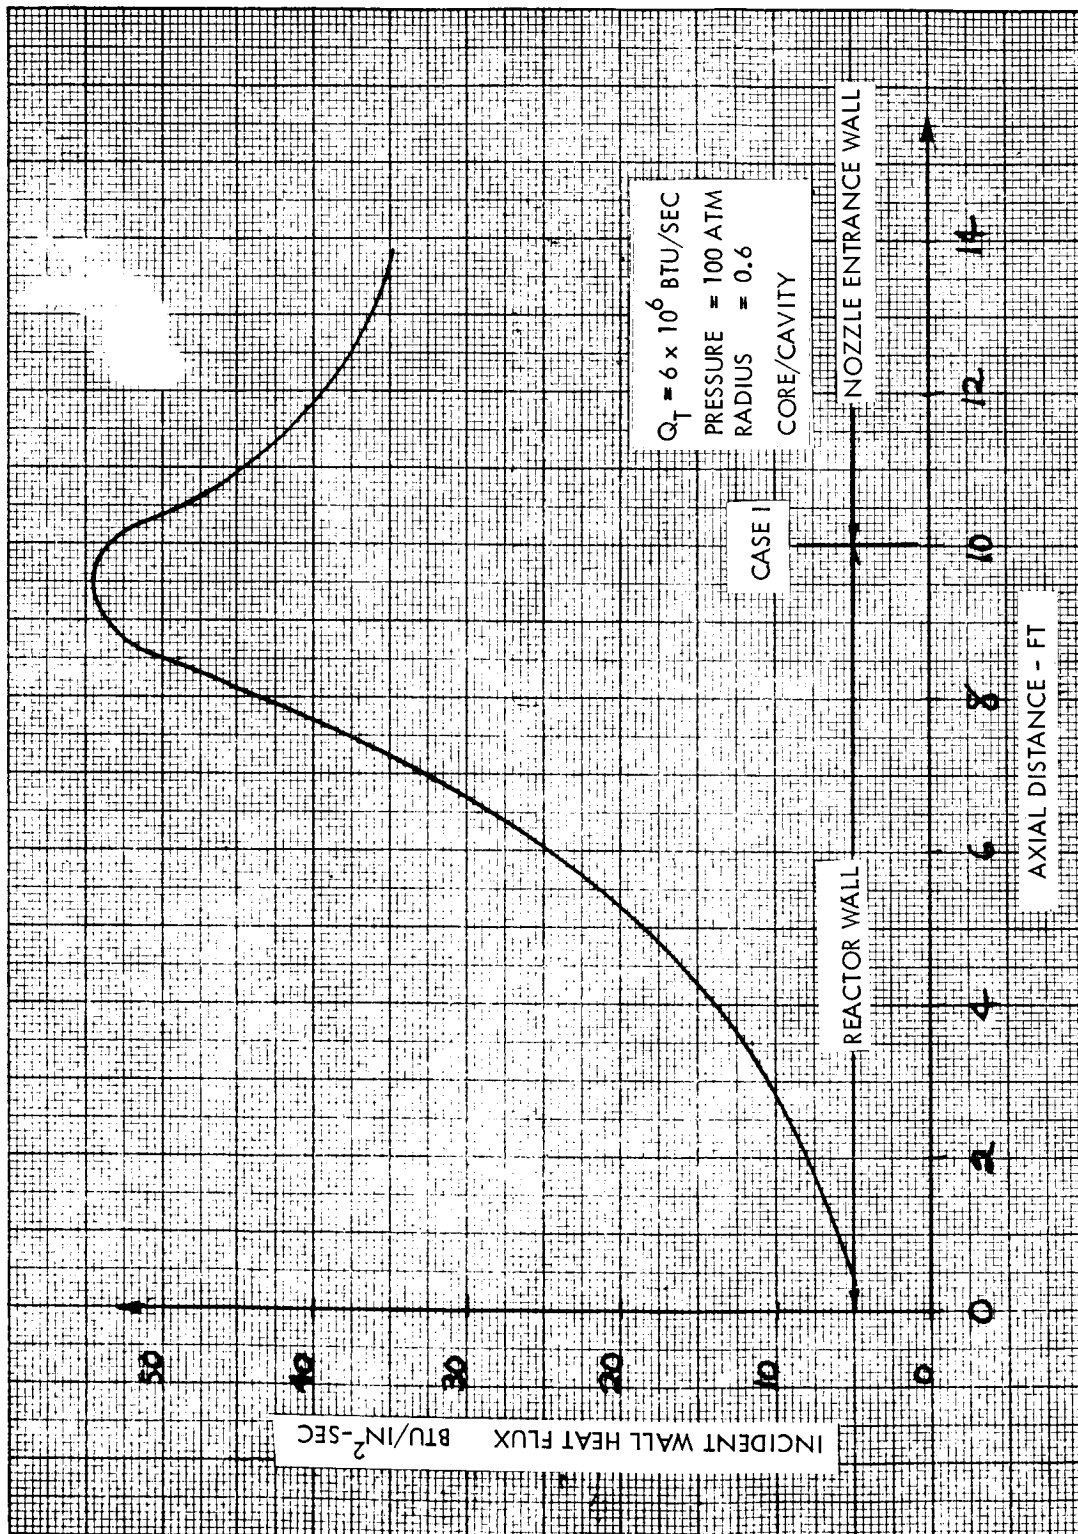 INCIDENT WALL HEAT FLUX BTU/IN²-SEC
50
40
30
20
10
0
Q_T = 6 x 10⁶ BTU/SEC
PRESSURE = 100 ATM
RADIUS = 0.6
CORE/CAVITY
CASE I
REACTOR WALL
NOZZLE ENTRANCE WALL
0 2 4 6 8 10 12 14
AXIAL DISTANCE - FT